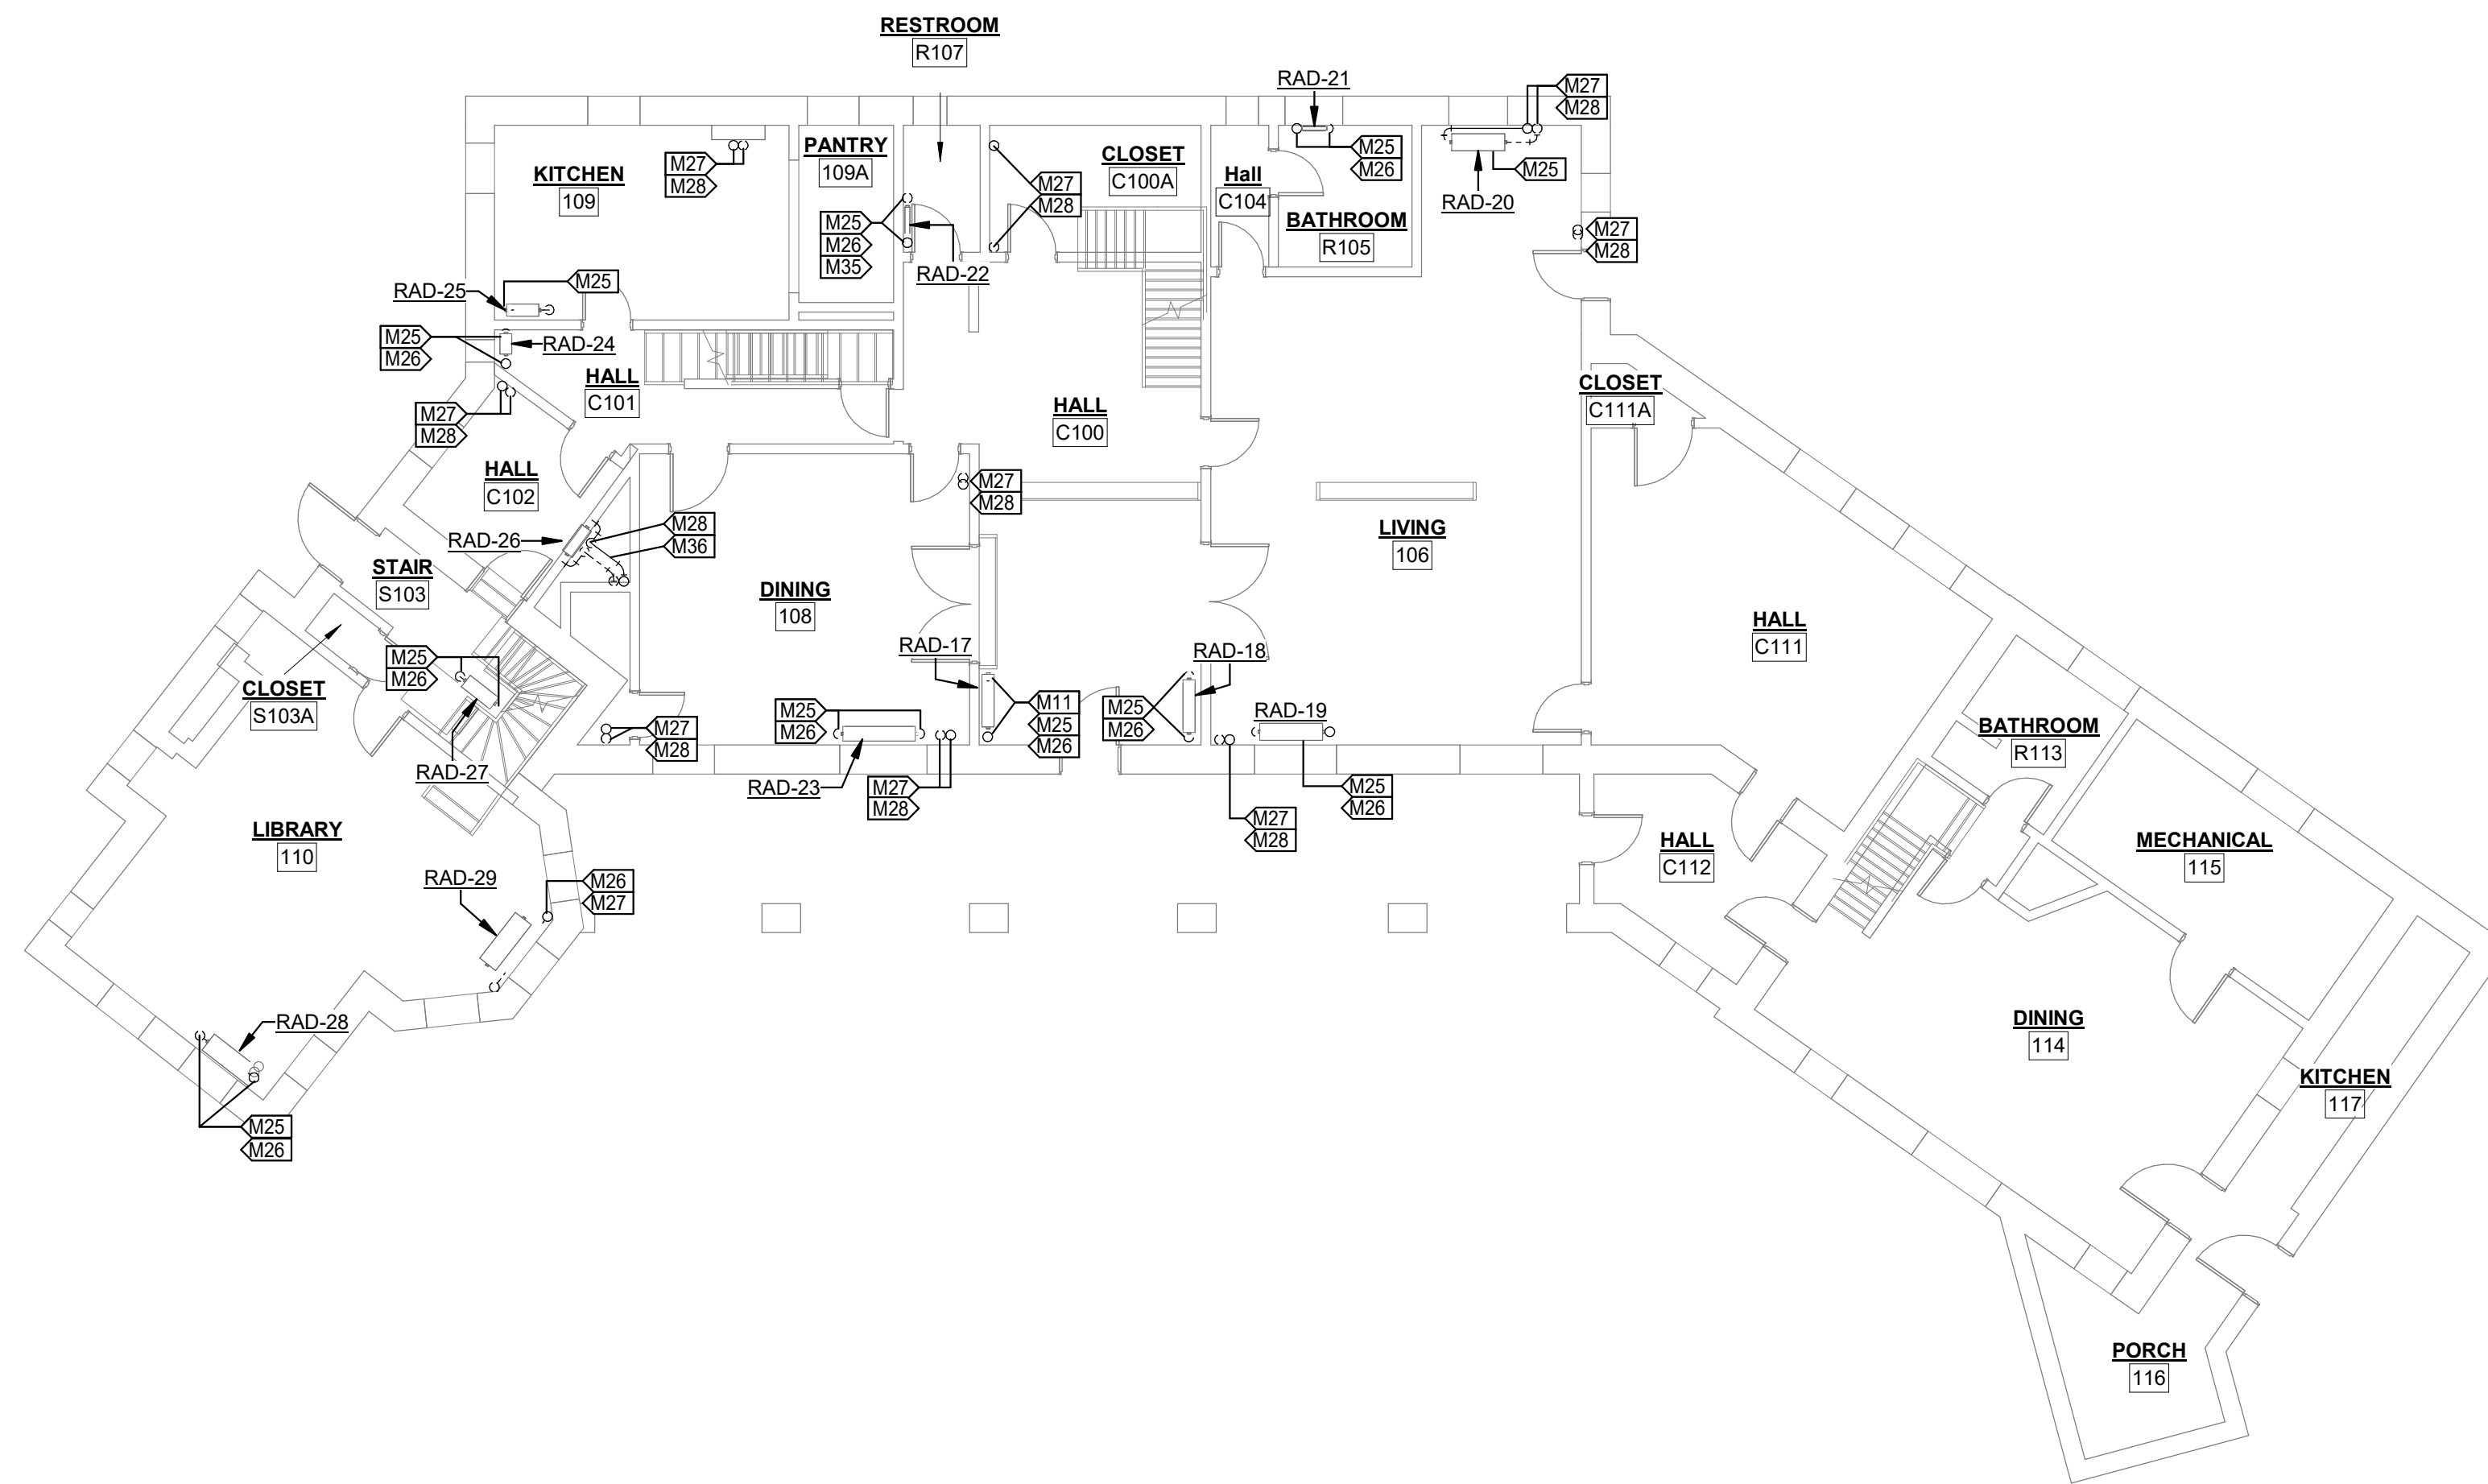 RESTROOM
R107
RAD-21
M27
M28
KITCHEN
109
M27
M28
PANTRY
109A
CLOSET
C100A
M27
M28
Hall
C104
M25
M26
BATHROOM
R105
M25
RAD-20
M27
M28
M25
M26
M35
RAD-22
RAD-25
M25
M25
M26
RAD-24
HALL
C101
M27
M28
HALL
C100
CLOSET
C111A
HALL
C102
M27
M28
RAD-26
M28
M36
LIVING
106
STAIR
S103
DINING
108
HALL
C111
M25
M26
RAD-17
RAD-18
CLOSET
S103A
M25
M26
M11
M25
M26
M25
M26
RAD-19
M27
M28
BATHROOM
R113
RAD-27
RAD-23
M27
M28
M25
M26
M27
M28
LIBRARY
110
HALL
C112
MECHANICAL
115
RAD-29
M26
M27
RAD-28
DINING
114
KITCHEN
117
M25
M26
PORCH
116